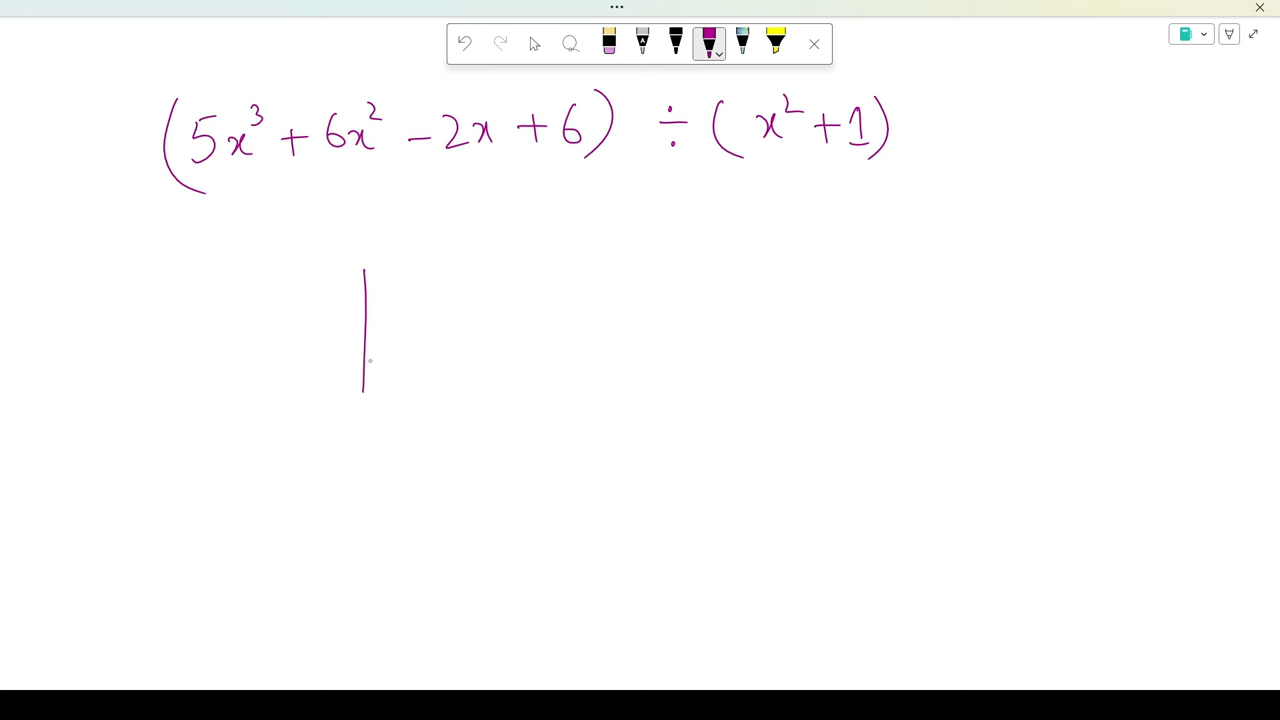 (5x³ + 6x² - 2x + 6) ÷ (x² + 1)